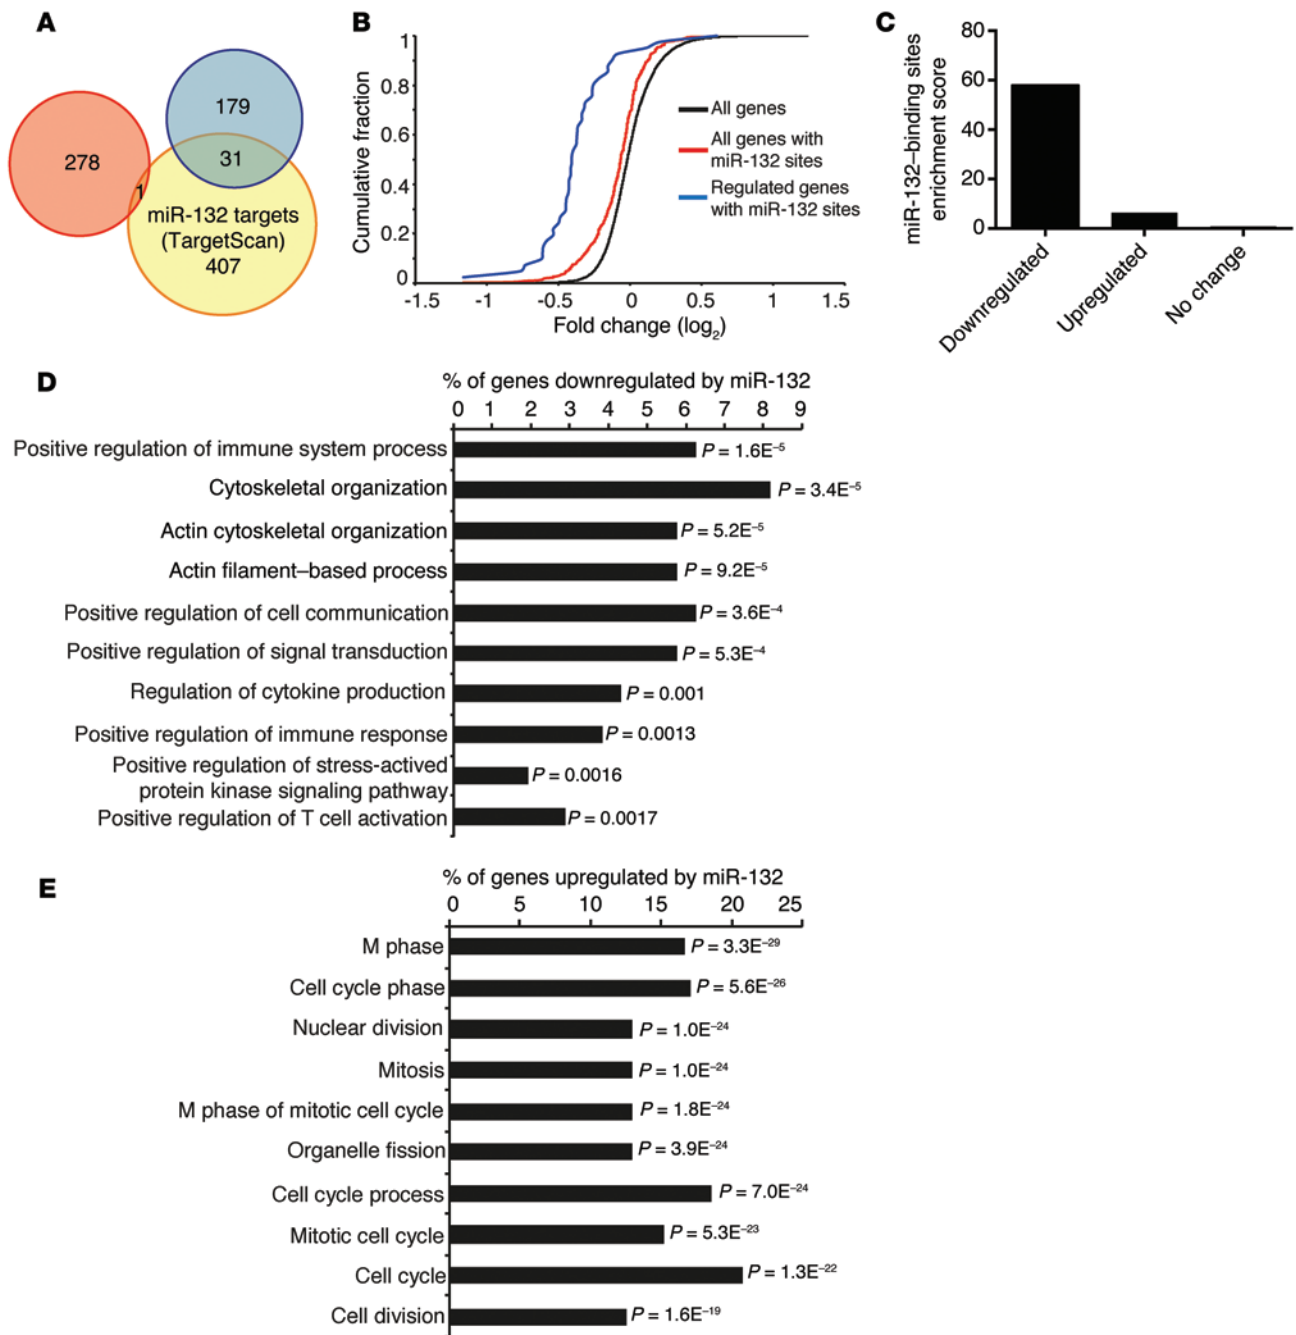 A
179
278
31
1
miR-132 targets
(TargetScan)
407
B
Cumulative fraction
1
0.8
0.6
0.4
0.2
0
-1.5 -1 -0.5 0 0.5 1 1.5
Fold change (log2)
All genes
All genes with
miR-132 sites
Regulated genes
with miR-132 sites
C
miR-132–binding sites
enrichment score
80
60
40
20
0
Downregulated
Upregulated
No change
D
% of genes downregulated by miR-132
0 1 2 3 4 5 6 7 8 9
Positive regulation of immune system process P = 1.6E–5
Cytoskeletal organization P = 3.4E–5
Actin cytoskeletal organization P = 5.2E–5
Actin filament–based process P = 9.2E–5
Positive regulation of cell communication P = 3.6E–4
Positive regulation of signal transduction P = 5.3E–4
Regulation of cytokine production P = 0.001
Positive regulation of immune response P = 0.0013
Positive regulation of stress-actived
protein kinase signaling pathway P = 0.0016
Positive regulation of T cell activation P = 0.0017
E
% of genes upregulated by miR-132
0 5 10 15 20 25
M phase P = 3.3E–29
Cell cycle phase P = 5.6E–26
Nuclear division P = 1.0E–24
Mitosis P = 1.0E–24
M phase of mitotic cell cycle P = 1.8E–24
Organelle fission P = 3.9E–24
Cell cycle process P = 7.0E–24
Mitotic cell cycle P = 5.3E–23
Cell cycle P = 1.3E–22
Cell division P = 1.6E–19